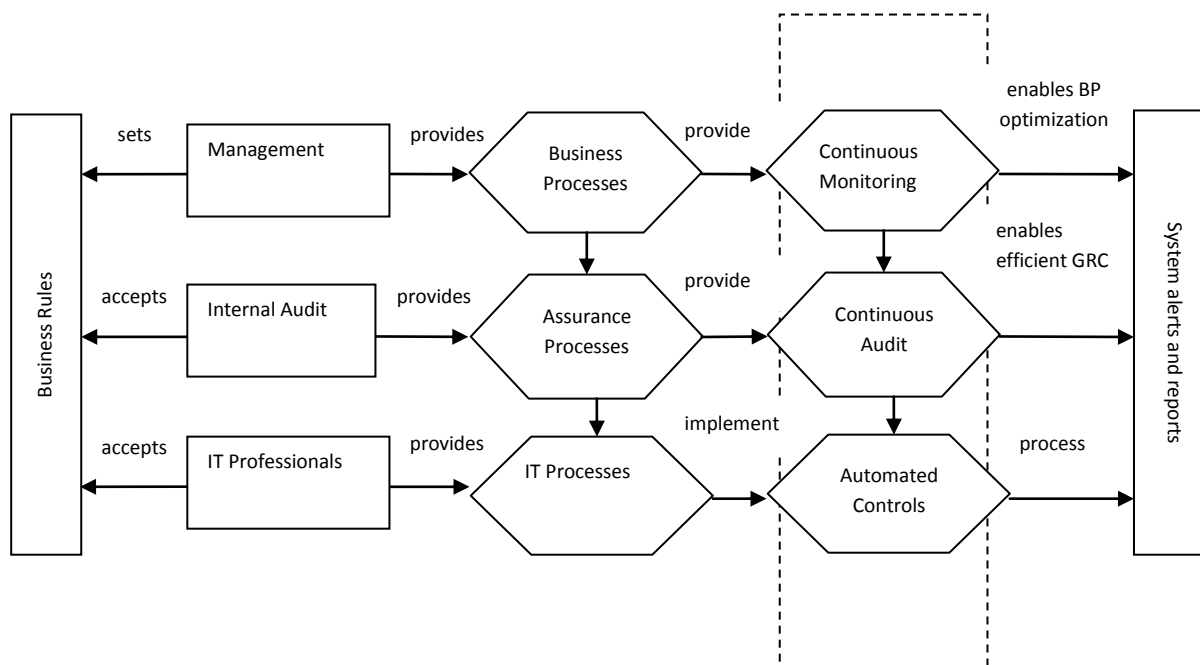 enables BP
optimization
sets
Management
provides
Business
Processes
provide
Continuous
Monitoring
enables
efficient GRC
Business Rules
accepts
Internal Audit
provides
Assurance
Processes
provide
Continuous
Audit
System alerts and reports
accepts
IT Professionals
provides
IT Processes
implement
Automated
Controls
process